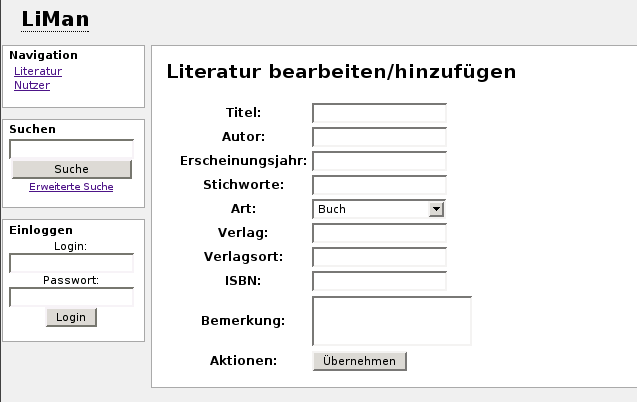 LiMan
Navigation
Literatur
Nutzer
Suchen
Suche
Erweiterte Suche
Einloggen
Login:
Passwort:
Login
Literatur bearbeiten/hinzufügen
Titel:
Autor:
Erscheinungsjahr:
Stichworte:
Art: Buch
Verlag:
Verlagsort:
ISBN:
Bemerkung:
Aktionen: Übernehmen